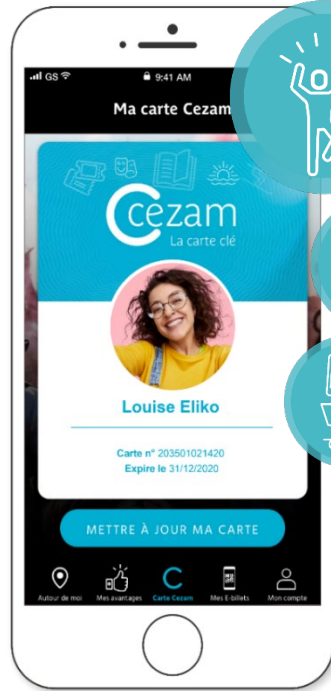 GS 9:41 AM
Ma carte Cezam
cezam
La carte clé
Louise Eliko
Carte n° 203501021420
Expire le 31/12/2020
METTRE À JOUR MA CARTE
Autour de moi Mes avantages Carte Cezam Mes E-billets Mon compte